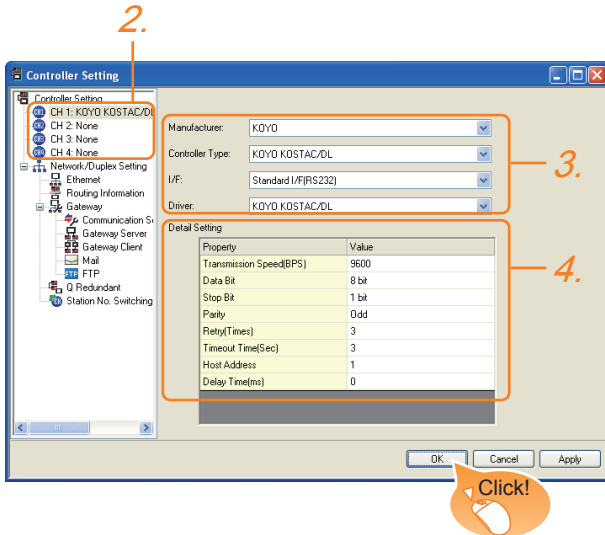 2.
Controller Setting
Controller Setting
CH1 CH 1: KOYO KOSTAC/DL
CH2 CH 2: None
CH3 CH 3: None
CH4 CH 4: None
Network/Duplex Setting
Ethernet
Routing Information
Gateway
Communication S
Gateway Server
Gateway Client
Mail
FTP FTP
Q Redundant
Station No. Switching
Manufacturer: KOYO
Controller Type: KOYO KOSTAC/DL
I/F: Standard I/F(RS232)
Driver: KOYO KOSTAC/DL
3.
Detail Setting
Property Value
Transmission Speed(BPS) 9600
Data Bit 8 bit
Stop Bit 1 bit
Parity Odd
Retry(Times) 3
Timeout Time(Sec) 3
Host Address 1
Delay Time(ms) 0
4.
OK Cancel Apply
Click!